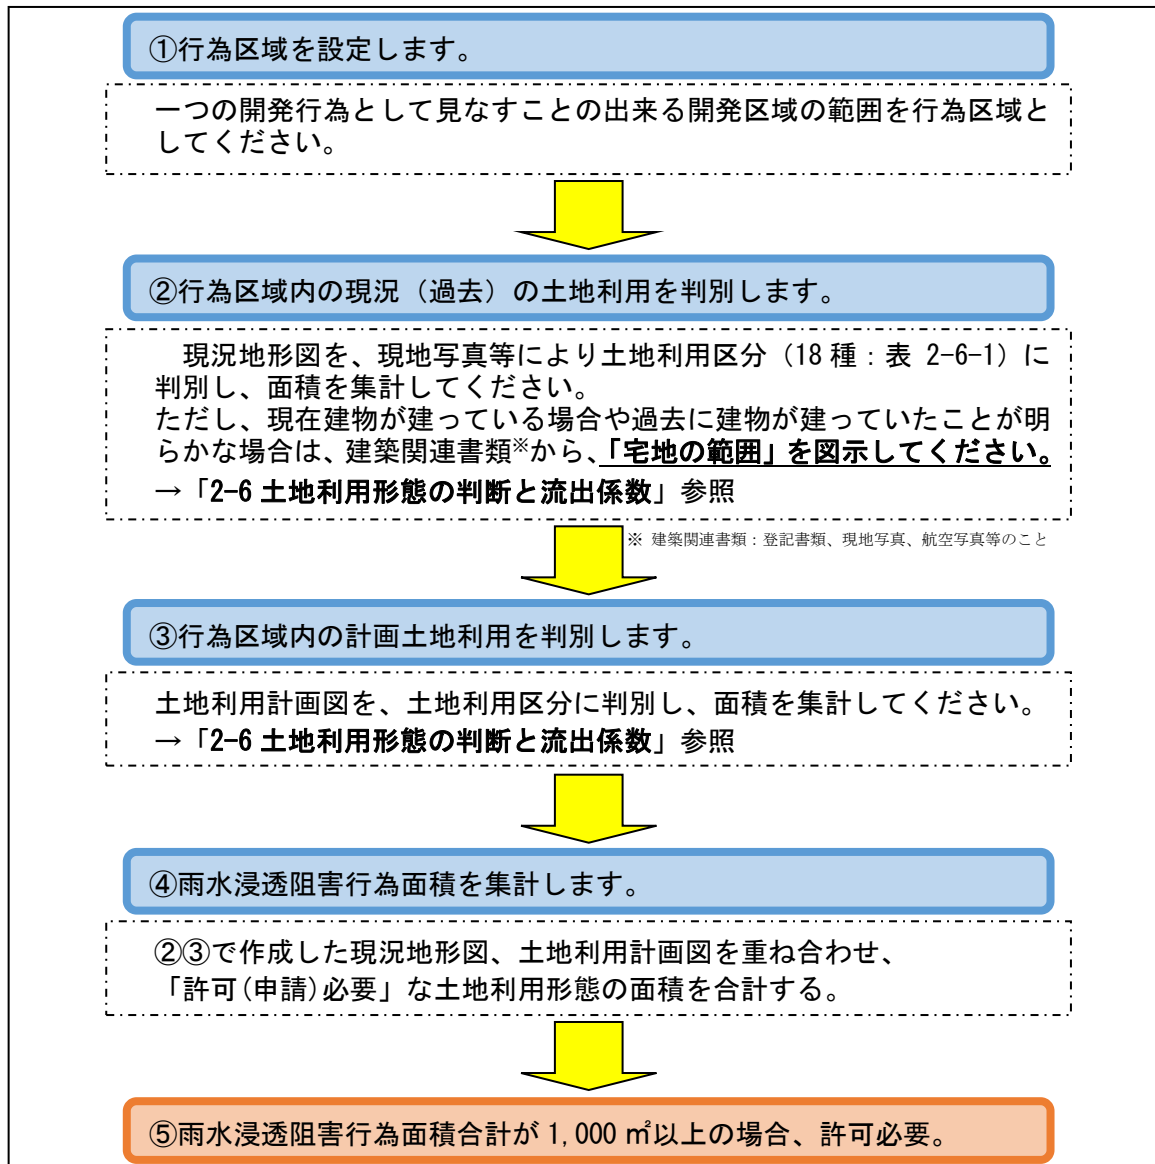 ①行為区域を設定します。
一つの開発行為として見なすことの出来る開発区域の範囲を行為区域と
してください。
②行為区域内の現況（過去）の土地利用を判別します。
現況地形図を、現地写真等により土地利用区分（18種：表 2-6-1）に
判別し、面積を集計してください。
ただし、現在建物が建っている場合や過去に建物が建っていたことが明
らかな場合は、建築関連書類※から、「宅地の範囲」を図示してください。
→「2-6 土地利用形態の判断と流出係数」参照
※ 建築関連書類：登記書類、現地写真、航空写真等のこと
③行為区域内の計画土地利用を判別します。
土地利用計画図を、土地利用区分に判別し、面積を集計してください。
→「2-6 土地利用形態の判断と流出係数」参照
④雨水浸透阻害行為面積を集計します。
②③で作成した現況地形図、土地利用計画図を重ね合わせ、
「許可(申請)必要」な土地利用形態の面積を合計する。
⑤雨水浸透阻害行為面積合計が 1,000 ㎡以上の場合、許可必要。